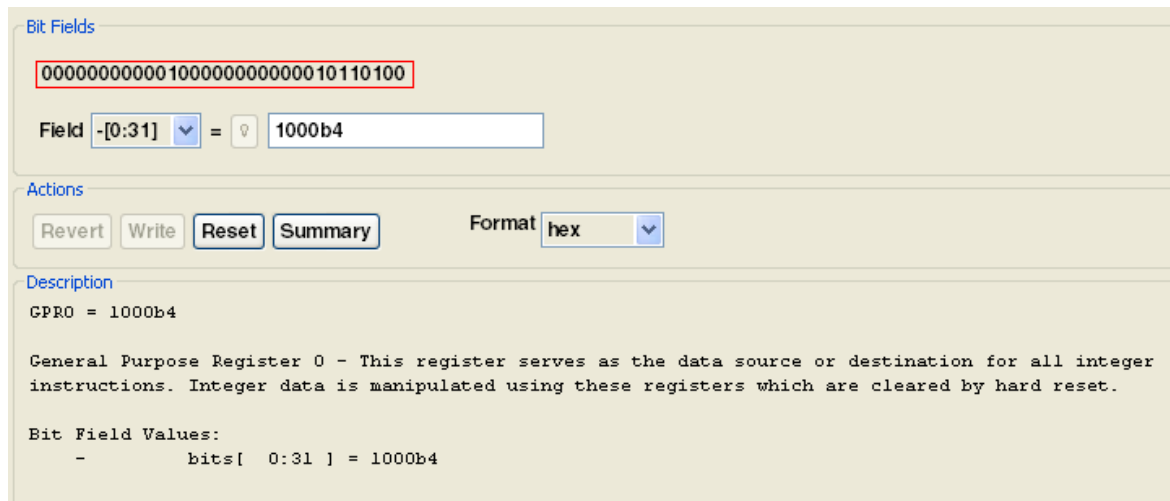 Bit Fields
00000000000100000000000010110100
Field -[0:31] = 1000b4
Actions
Revert Write Reset Summary Format hex
Description
GPR0 = 1000b4
General Purpose Register 0 - This register serves as the data source or destination for all integer
instructions. Integer data is manipulated using these registers which are cleared by hard reset.
Bit Field Values:
- bits[ 0:31 ] = 1000b4